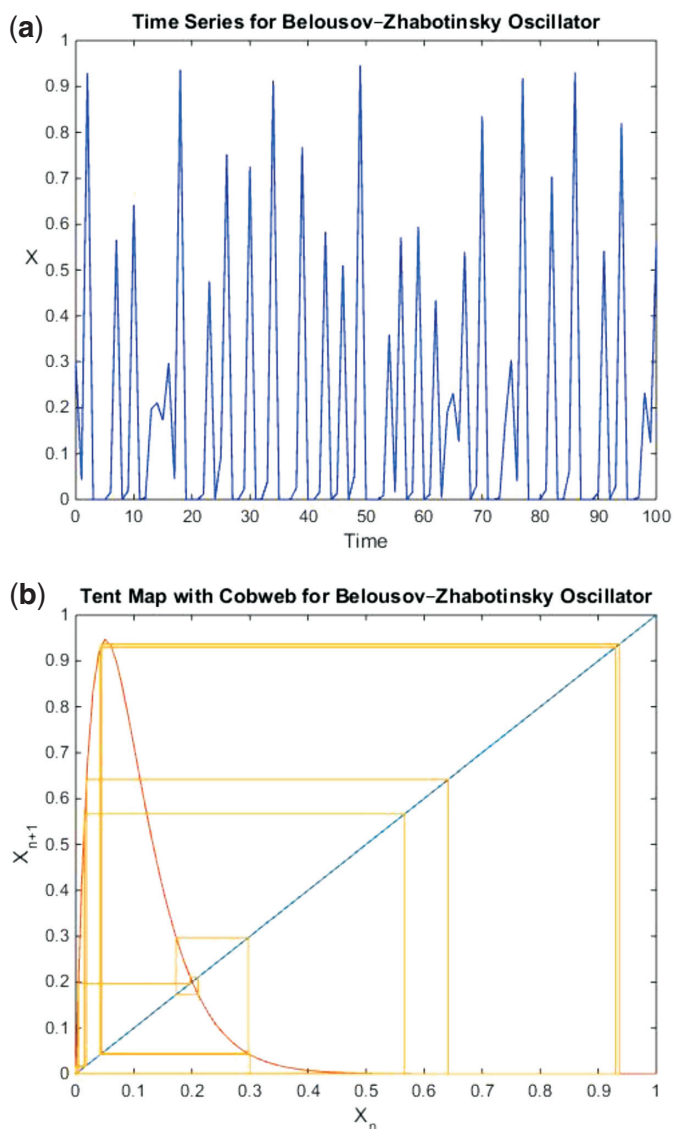 (a)
Time Series for Belousov–Zhabotinsky Oscillator
1
0.9
0.8
0.7
0.6
0.5
0.4
0.3
0.2
0.1
0
X
0 10 20 30 40 50 60 70 80 90 100
Time
(b)
Tent Map with Cobweb for Belousov–Zhabotinsky Oscillator
1
0.9
0.8
0.7
0.6
0.5
0.4
0.3
0.2
0.1
0
X n+1
0 0.1 0.2 0.3 0.4 0.5 0.6 0.7 0.8 0.9 1
X n